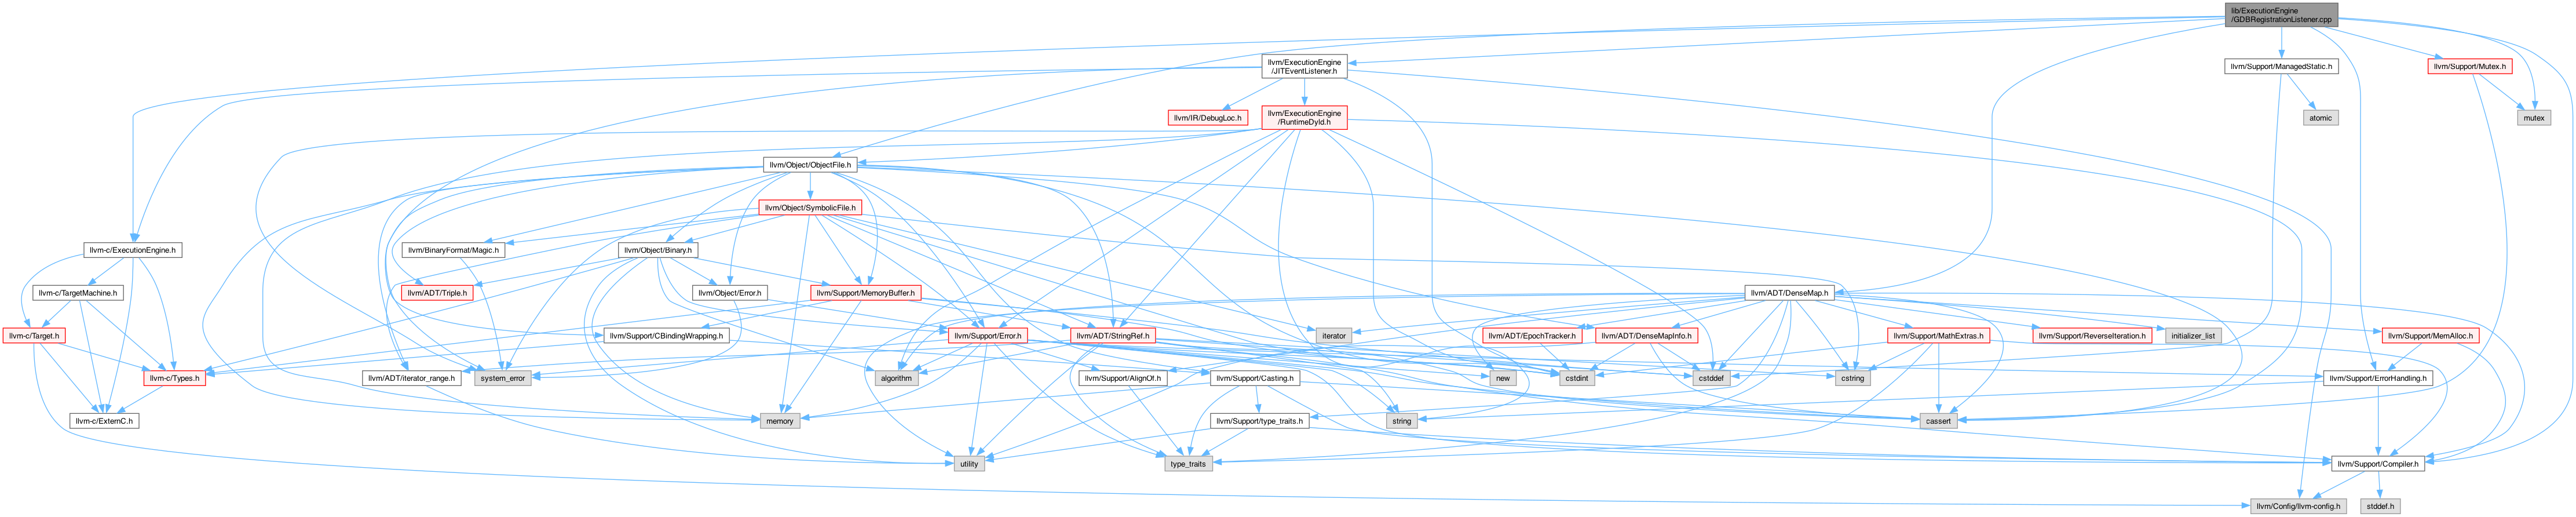 lib/ExecutionEngine
/GDBRegistrationListener.cpp
llvm/ExecutionEngine
/JITEventListener.h
llvm/Support/ManagedStatic.h
llvm/Support/Mutex.h
llvm/IR/DebugLoc.h
llvm/ExecutionEngine
/RuntimeDyld.h
atomic
mutex
llvm/Object/ObjectFile.h
llvm/Object/SymbolicFile.h
llvm-c/ExecutionEngine.h
llvm/BinaryFormat/Magic.h
llvm/Object/Binary.h
llvm-c/TargetMachine.h
llvm/ADT/Triple.h
llvm/Object/Error.h
llvm/Support/MemoryBuffer.h
llvm/ADT/DenseMap.h
llvm-c/Target.h
llvm/Support/CBindingWrapping.h
llvm/Support/Error.h
llvm/ADT/StringRef.h
iterator
llvm/ADT/EpochTracker.h
llvm/ADT/DenseMapInfo.h
llvm/Support/MathExtras.h
llvm/Support/ReverseIteration.h
initializer_list
llvm/Support/MemAlloc.h
llvm-c/Types.h
llvm/ADT/iterator_range.h
system_error
algorithm
llvm/Support/AlignOf.h
llvm/Support/Casting.h
new
cstdint
cstddef
cstring
llvm/Support/ErrorHandling.h
llvm-c/ExternC.h
memory
string
llvm/Support/type_traits.h
cassert
utility
type_traits
llvm/Support/Compiler.h
llvm/Config/llvm-config.h
stddef.h